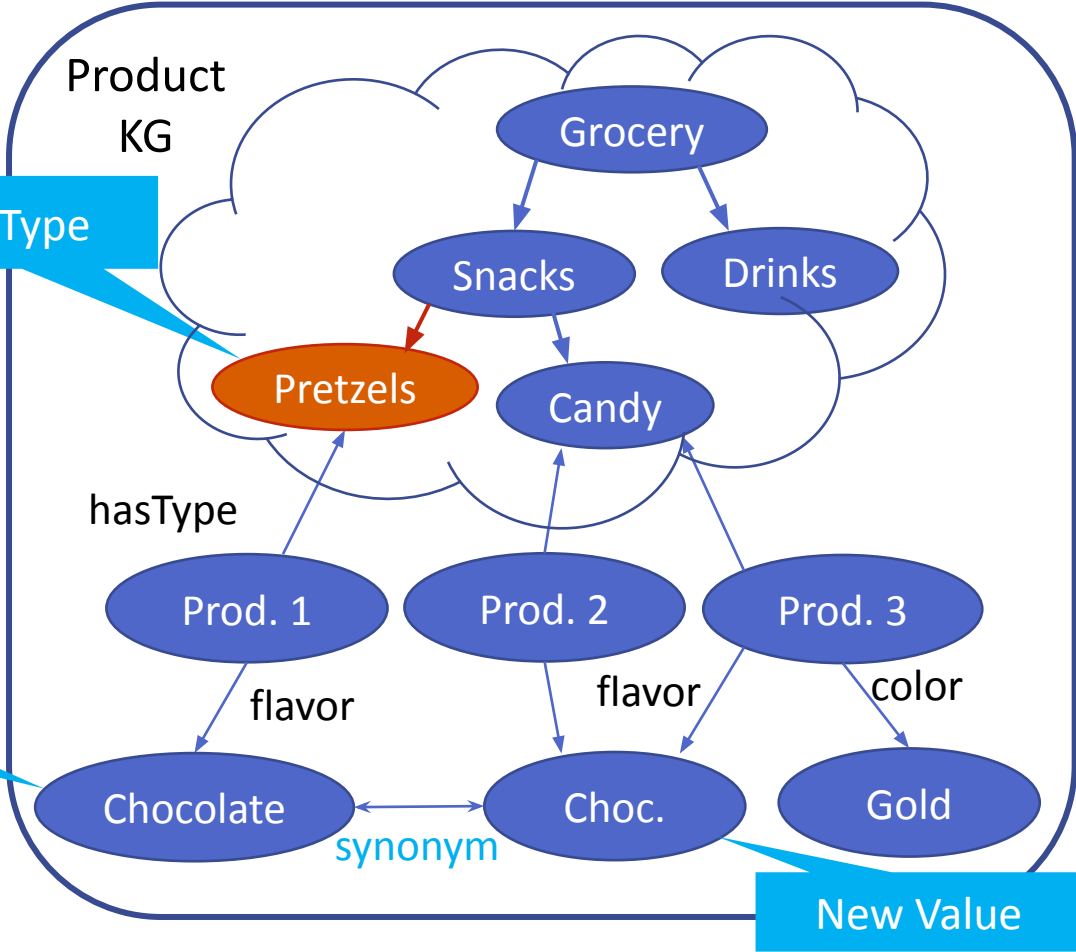 Product
KG
Grocery
Type
Snacks
Drinks
Pretzels
Candy
hasType
Prod. 1
Prod. 2
Prod. 3
flavor
flavor
color
Chocolate
Choc.
Gold
synonym
New Value